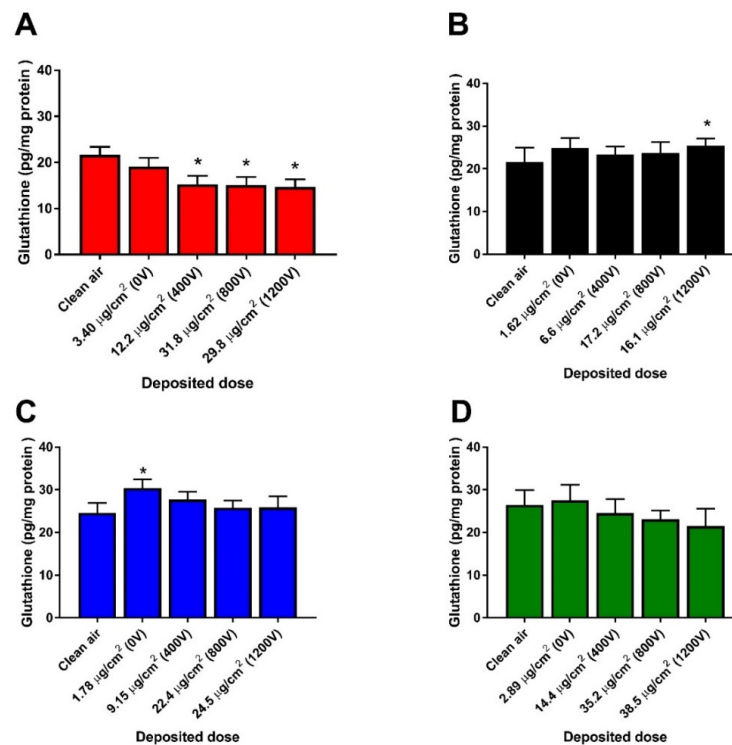 A
Glutathione (pg/mg protein )
40
30
20
10
0
*
*
*
Clean air
3.40 μg/cm² (0V)
12.2 μg/cm² (400V)
31.8 μg/cm² (800V)
29.8 μg/cm² (1200V)
Deposited dose
B
Glutathione (pg/mg protein )
40
30
20
10
0
*
Clean air
1.62 μg/cm² (0V)
6.6 μg/cm² (400V)
17.2 μg/cm² (800V)
16.1 μg/cm² (1200V)
Deposited dose
C
Glutathione (pg/mg protein )
40
30
20
10
0
*
Clean air
1.78 μg/cm² (0V)
9.15 μg/cm² (400V)
22.4 μg/cm² (800V)
24.5 μg/cm² (1200V)
Deposited dose
D
Glutathione (pg/mg protein )
40
30
20
10
0
Clean air
2.89 μg/cm² (0V)
14.4 μg/cm² (400V)
35.2 μg/cm² (800V)
38.5 μg/cm² (1200V)
Deposited dose